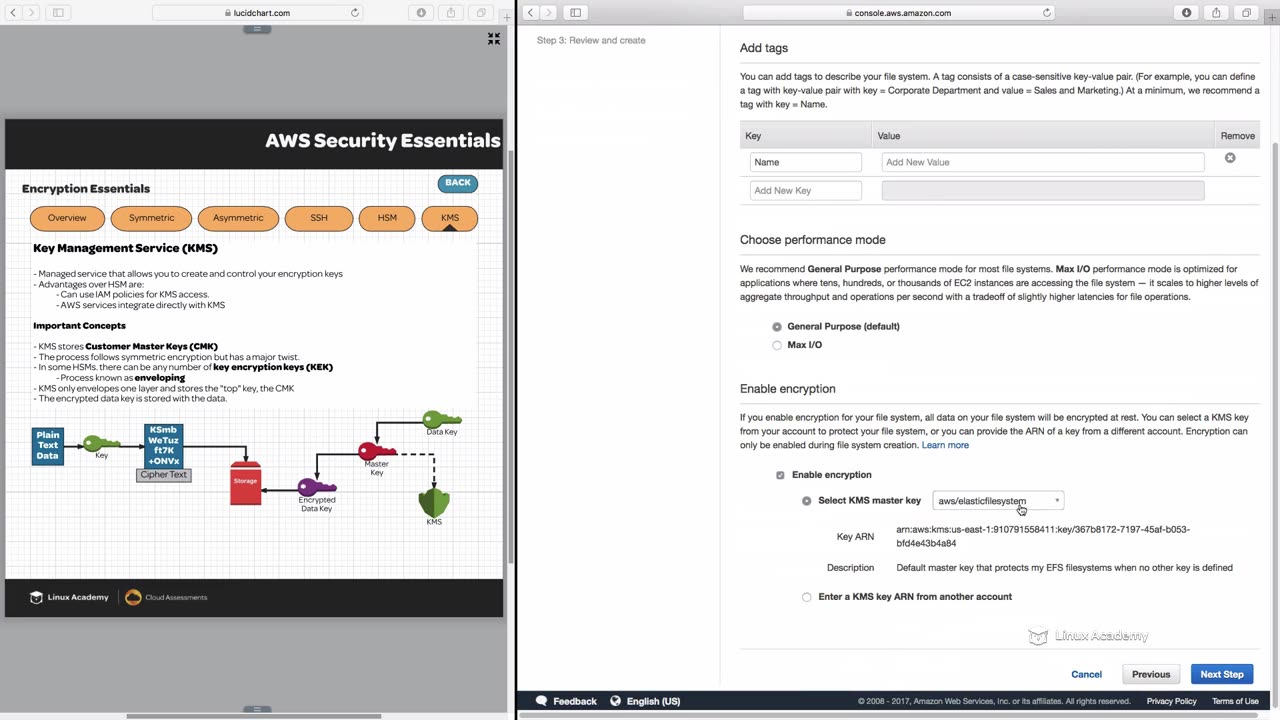 lucidchart.com
AWS Security Essentials
Encryption Essentials
BACK
Overview
Symmetric
Asymmetric
SSH
HSM
KMS
Key Management Service (KMS)
- Managed service that allows you to create and control your encryption keys
- Advantages over HSM are:
- Can use IAM policies for KMS access.
- AWS services integrate directly with KMS
Important Concepts
- KMS stores Customer Master Keys (CMK)
- The process follows symmetric encryption but has a major twist.
- In some HSMs. there can be any number of key encryption keys (KEK)
- Process known as enveloping
- KMS only envelopes one layer and stores the "top" key, the CMK
- The encrypted data key is stored with the data.
Plain
Text
Data
Key
KSmb
WeTuz
ft7K
+ONVx
Cipher Text
Storage
Encrypted
Data Key
Master
Key
Data Key
KMS
Linux Academy
Cloud Assessments
console.aws.amazon.com
Step 3: Review and create
Add tags
You can add tags to describe your file system. A tag consists of a case-sensitive key-value pair. (For example, you can define
a tag with key-value pair with key = Corporate Department and value = Sales and Marketing.) At a minimum, we recommend a
tag with key = Name.
Key
Value
Remove
Name
Add New Value
Add New Key
Choose performance mode
We recommend General Purpose performance mode for most file systems. Max I/O performance mode is optimized for
applications where tens, hundreds, or thousands of EC2 instances are accessing the file system — it scales to higher levels of
aggregate throughput and operations per second with a tradeoff of slightly higher latencies for file operations.
General Purpose (default)
Max I/O
Enable encryption
If you enable encryption for your file system, all data on your file system will be encrypted at rest. You can select a KMS key
from your account to protect your file system, or you can provide the ARN of a key from a different account. Encryption can
only be enabled during file system creation. Learn more
Enable encryption
Select KMS master key
aws/elasticfilesystem
Key ARN
arn:aws:kms:us-east-1:910791558411:key/367b8172-7197-45af-b053-
bfd4e43b4a84
Description
Default master key that protects my EFS filesystems when no other key is defined
Enter a KMS key ARN from another account
Linux Academy
Cancel
Previous
Next Step
Feedback
English (US)
© 2008 - 2017, Amazon Web Services, Inc. or its affiliates. All rights reserved.
Privacy Policy
Terms of Use